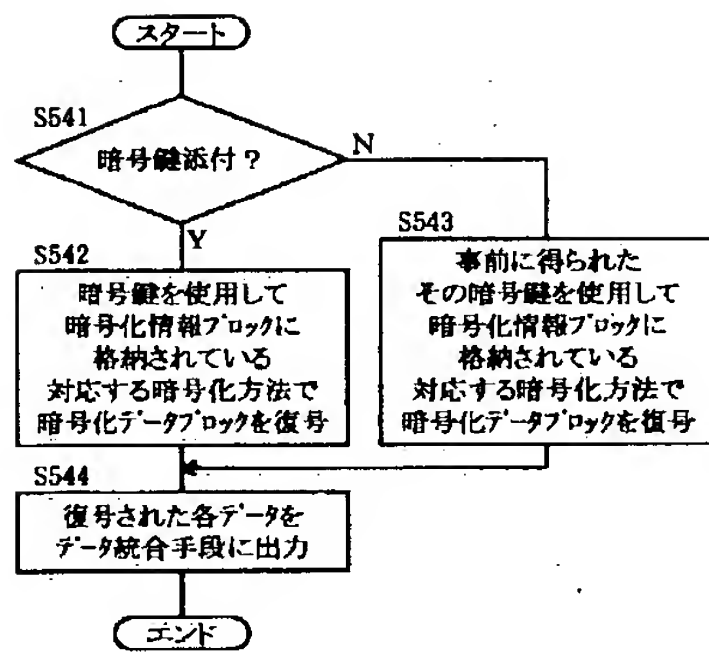 スタート
S541
暗号鍵添付?
N
Y
S542
暗号鍵を使用して
暗号化情報ブロックに
格納されている
対応する暗号化方法で
暗号化データブロックを復号
S543
事前に得られた
その暗号鍵を使用して
暗号化情報ブロックに
格納されている
対応する暗号化方法で
暗号化データブロックを復号
S544
復号された各データを
データ統合手段に出力
エンド